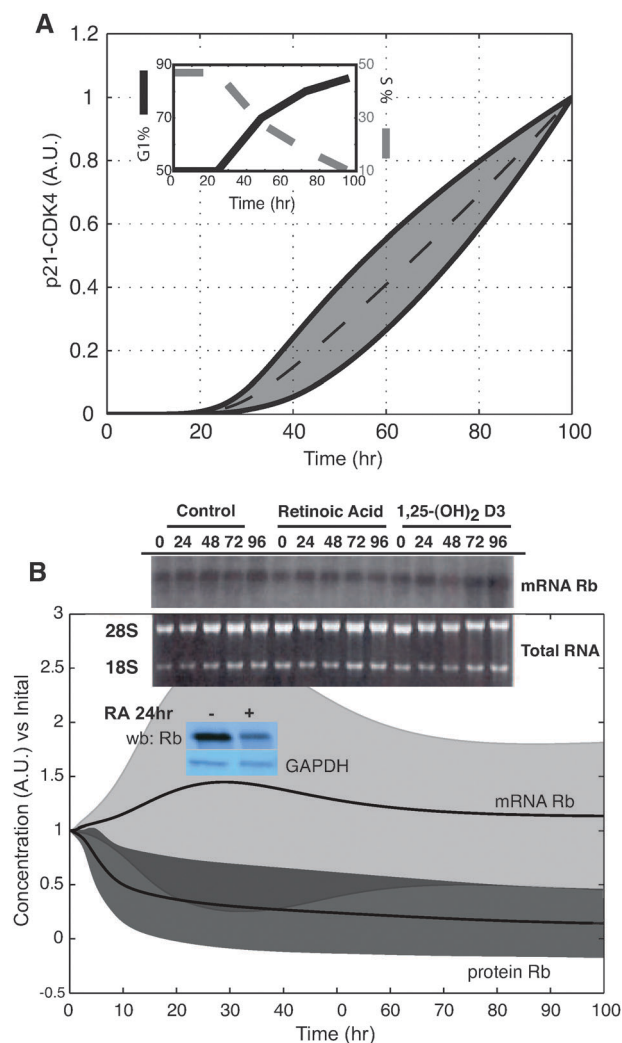 A
1.2
1
0.8
0.6
0.4
0.2
0
p21-CDK4 (A.U.)
20 40 60 80 100
Time (hr)
90
70
50
G1%
50
30
10
S %
0 20 40 60 80 100
Time (hr)
Control Retinoic Acid 1,25-(OH)2 D3
0 24 48 72 96 0 24 48 72 96 0 24 48 72 96
B
mRNA Rb
28S
18S
Total RNA
RA 24hr - +
wb: Rb
GAPDH
mRNA Rb
protein Rb
3
2.5
2
1.5
1
0.5
0
-0.5
Concentration (A.U.) vs Inital
0 10 20 30 40 0 60 70 80 90 100
Time (hr)